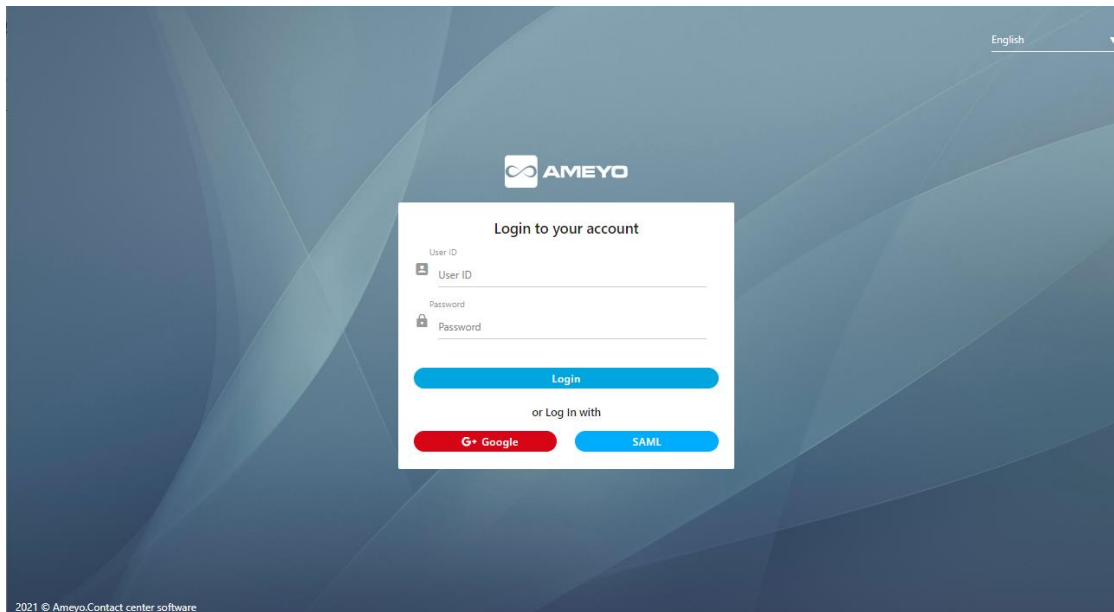 English
AMEYO
Login to your account
User ID
User ID
Password
Password
Login
or Log In with
G+ Google
SAML
2021 © Ameyo.Contact center software